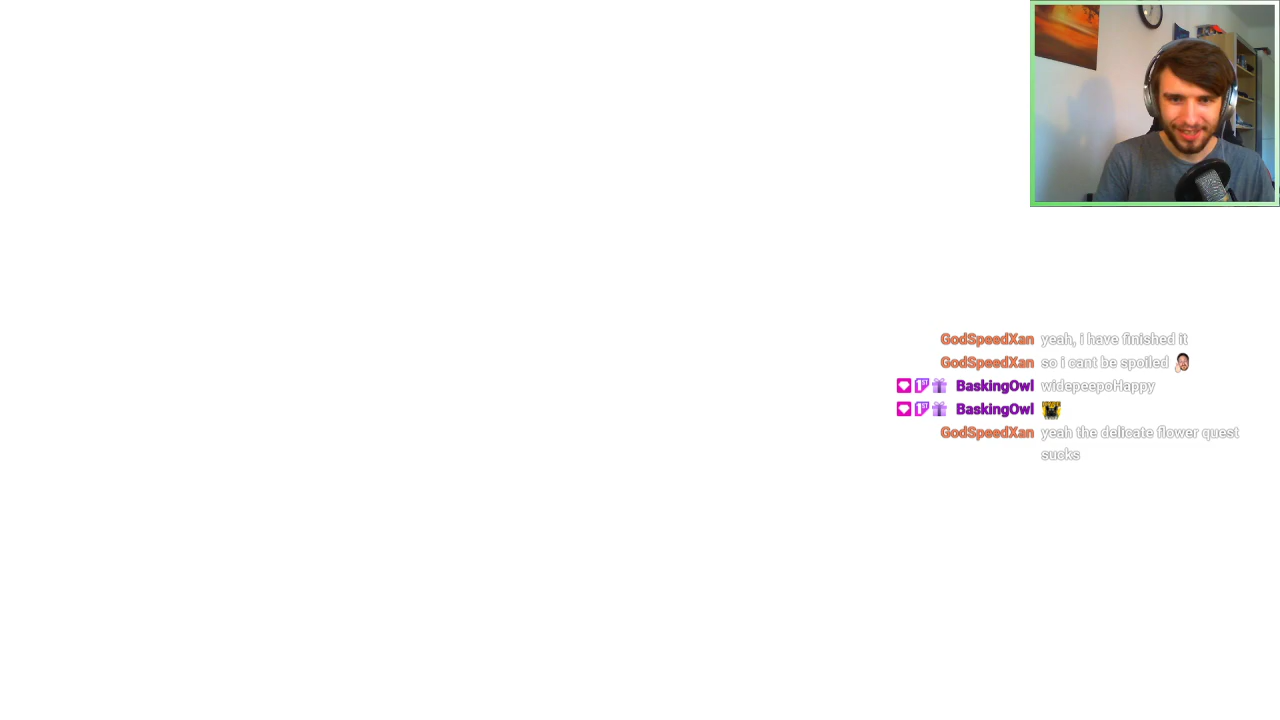 GodSpeedXan yeah, i have finished it
GodSpeedXan so i cant be spoiled
BaskingOwl widepeepoHappy
BaskingOwl
GodSpeedXan yeah the delicate flower quest
sucks